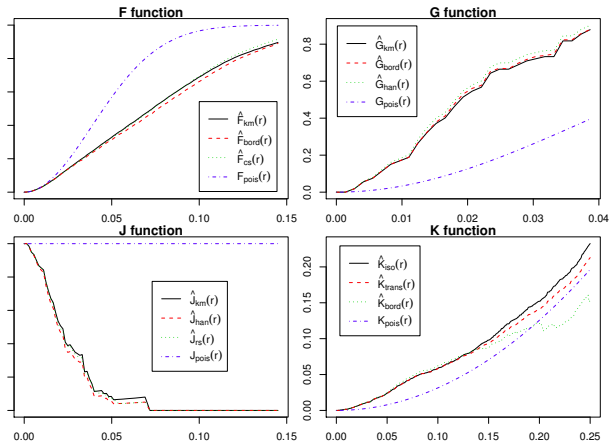 F function
F̂km(r)
F̂bord(r)
F̂cs(r)
Fpois(r)
0.00 0.05 0.10 0.15
G function
0.0 0.2 0.4 0.6 0.8
Ĝkm(r)
Ĝbord(r)
Ĝhan(r)
Gpois(r)
0.00 0.01 0.02 0.03 0.04
J function
Ĵkm(r)
Ĵhan(r)
Ĵrs(r)
Jpois(r)
0.00 0.05 0.10 0.15
K function
0.00 0.05 0.10 0.15 0.20
K̂iso(r)
K̂trans(r)
K̂bord(r)
Kpois(r)
0.00 0.05 0.10 0.15 0.20 0.25